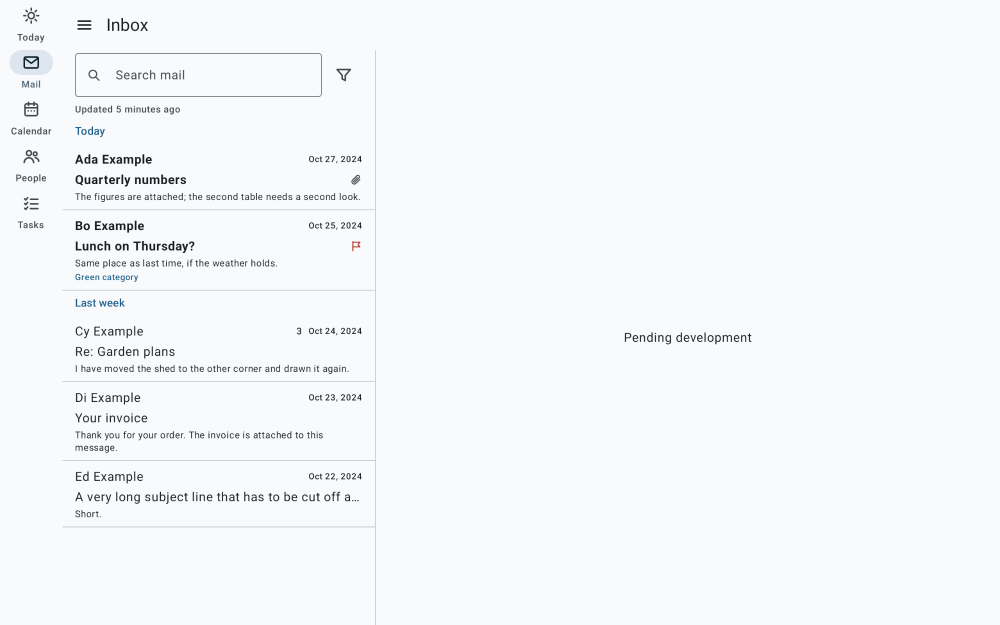 Today
Mail
Calendar
People
Tasks
Inbox
Search mail
Updated 5 minutes ago
Today
Ada Example Oct 27, 2024
Quarterly numbers
The figures are attached; the second table needs a second look.
Bo Example Oct 25, 2024
Lunch on Thursday?
Same place as last time, if the weather holds.
Green category
Last week
Cy Example 3 Oct 24, 2024
Re: Garden plans
I have moved the shed to the other corner and drawn it again.
Di Example Oct 23, 2024
Your invoice
Thank you for your order. The invoice is attached to this
message.
Ed Example Oct 22, 2024
A very long subject line that has to be cut off a…
Short.
Pending development